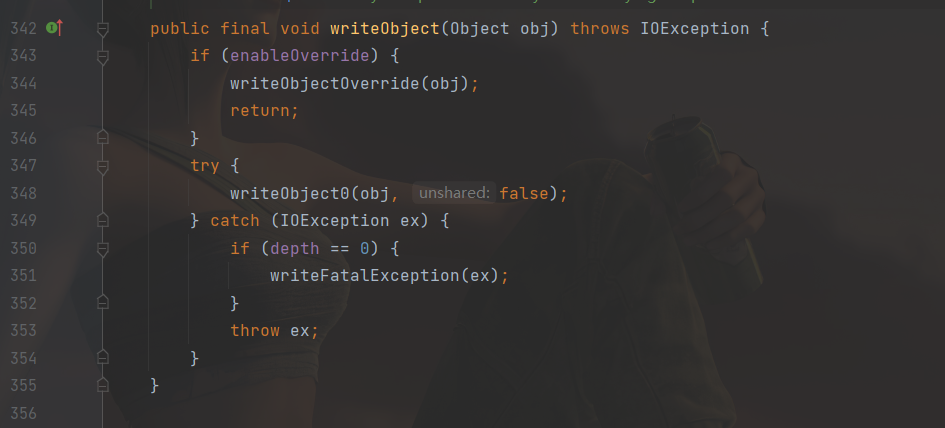 342 public final void writeObject(Object obj) throws IOException {
343 if (enableOverride) {
344 writeObjectOverride(obj);
345 return;
346 }
347 try {
348 writeObject0(obj, unshared: false);
349 } catch (IOException ex) {
350 if (depth == 0) {
351 writeFatalException(ex);
352 }
353 throw ex;
354 }
355 }
356